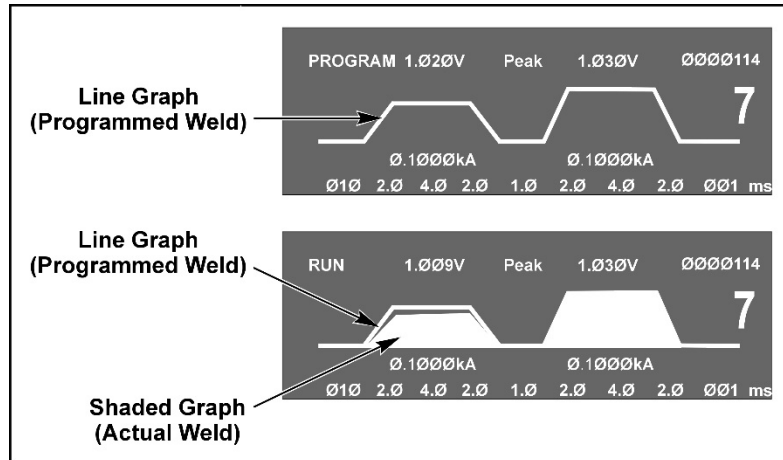 PROGRAM 1.Ø2ØV Peak 1.Ø3ØV ØØØØ114
Line Graph
(Programmed Weld)
7
Ø.1ØØØkA Ø.1ØØØkA
Ø1Ø 2.Ø 4.Ø 2.Ø 1.Ø 2.Ø 4.Ø 2.Ø ØØ1 ms
Line Graph
(Programmed Weld)
RUN 1.ØØ9V Peak 1.Ø3ØV ØØØØ114
7
Ø.1ØØØkA Ø.1ØØØkA
Ø1Ø 2.Ø 4.Ø 2.Ø 1.Ø 2.Ø 4.Ø 2.Ø ØØ1 ms
Shaded Graph
(Actual Weld)